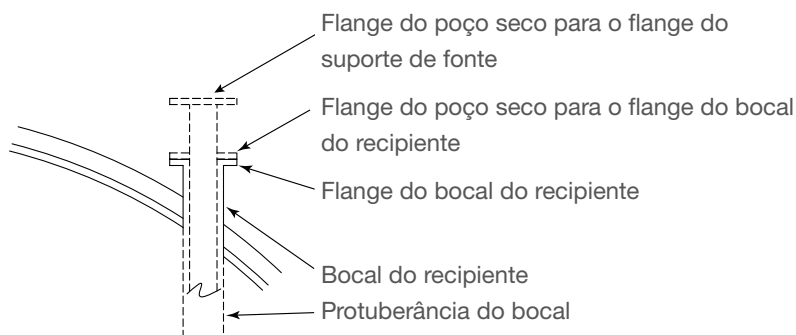 Flange do poço seco para o flange do
suporte de fonte
Flange do poço seco para o flange do bocal
do recipiente
Flange do bocal do recipiente
Bocal do recipiente
Protuberância do bocal